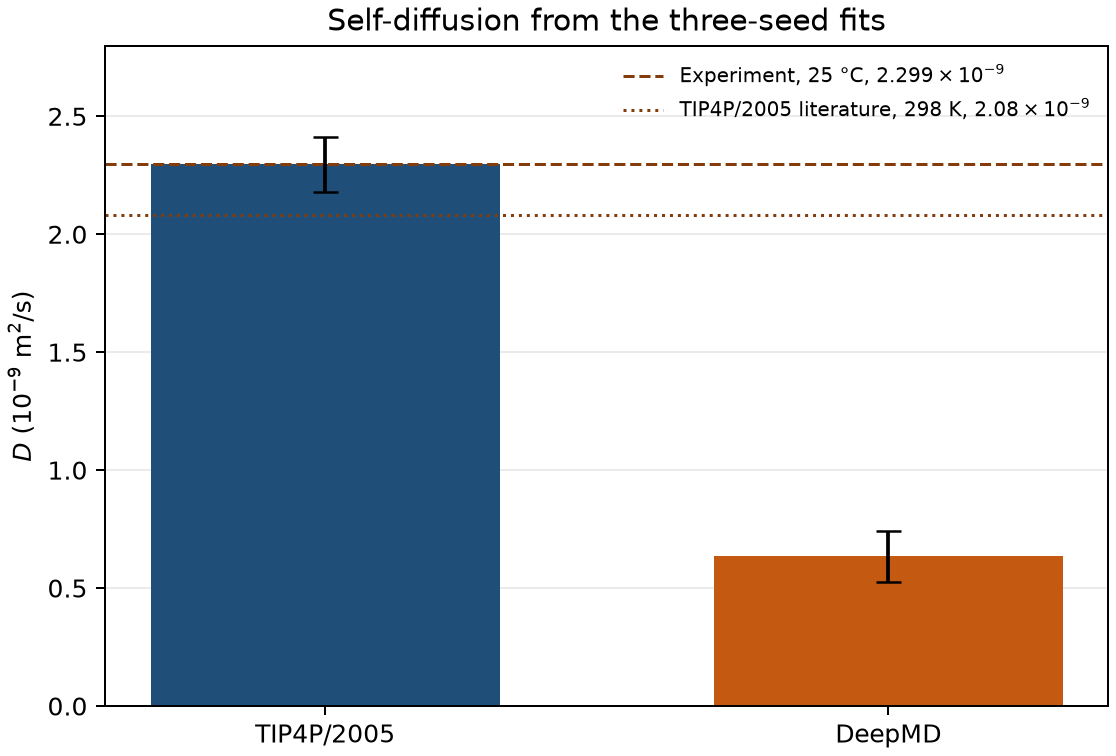 Self-diffusion from the three-seed fits
Experiment, 25 °C, 2.299 × 10⁻⁹
TIP4P/2005 literature, 298 K, 2.08 × 10⁻⁹
D (10⁻⁹ m²/s)
2.5
2.0
1.5
1.0
0.5
0.0
TIP4P/2005
DeepMD